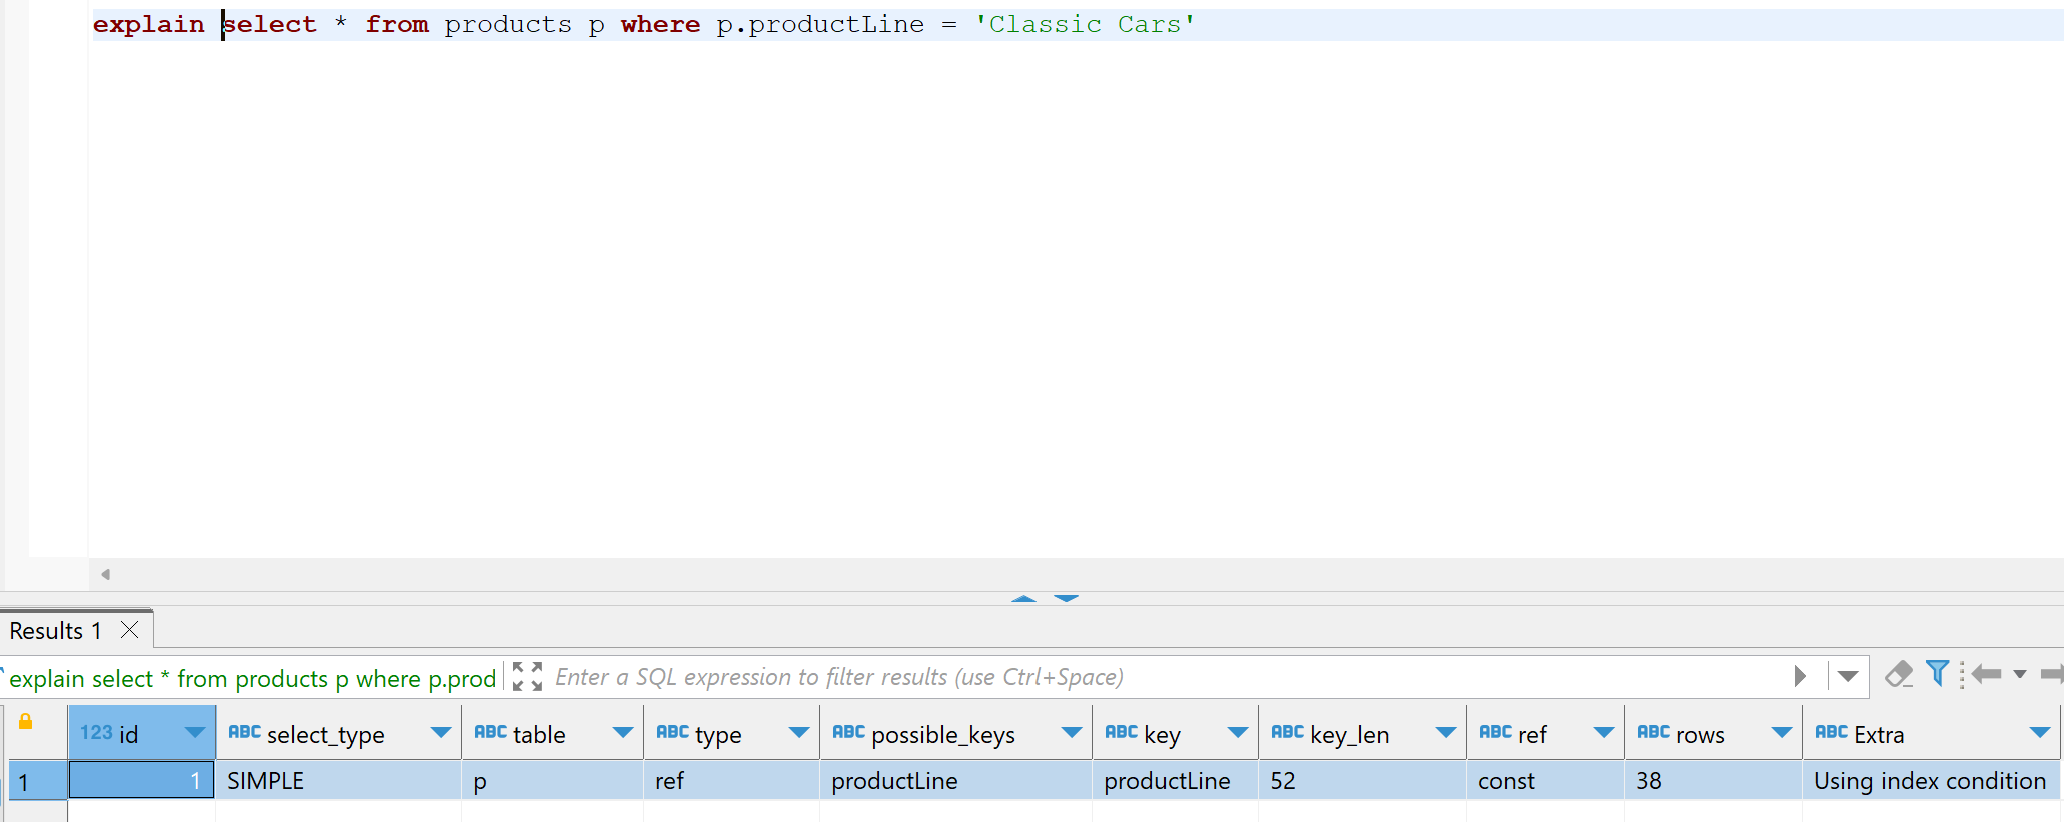 explain select * from products p where p.productLine = 'Classic Cars'
Results 1
explain select * from products p where p.prod
Enter a SQL expression to filter results (use Ctrl+Space)
123 id ABC select_type ABC table ABC type ABC possible_keys ABC key ABC key_len ABC ref ABC rows ABC Extra
1 1 SIMPLE p ref productLine productLine 52 const 38 Using index condition